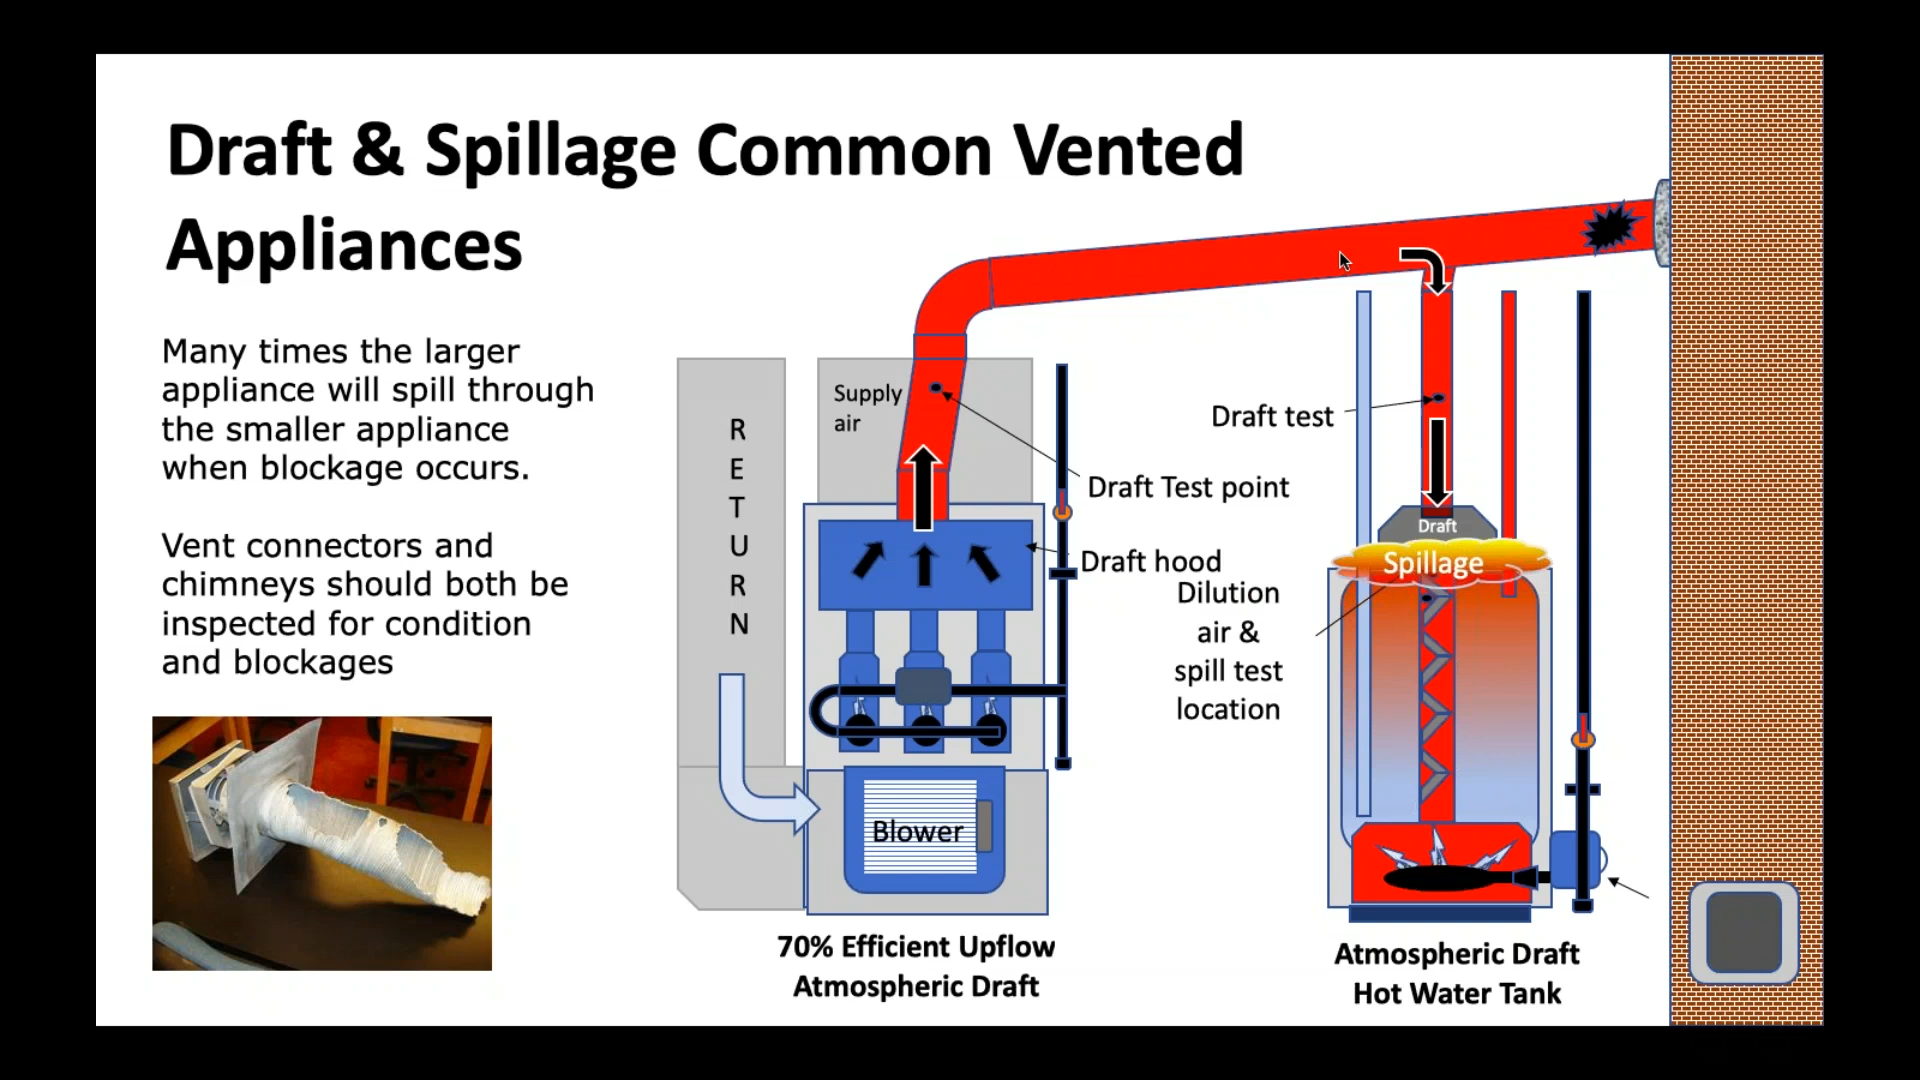 Draft & Spillage Common Vented
Appliances
Many times the larger
appliance will spill through
the smaller appliance
when blockage occurs.
Vent connectors and
chimneys should both be
inspected for condition
and blockages
R
E
T
U
R
N
Supply
air
Draft Test point
Draft hood
Blower
70% Efficient Upflow
Atmospheric Draft
Draft test
Draft
Spillage
Dilution
air &
spill test
location
Atmospheric Draft
Hot Water Tank